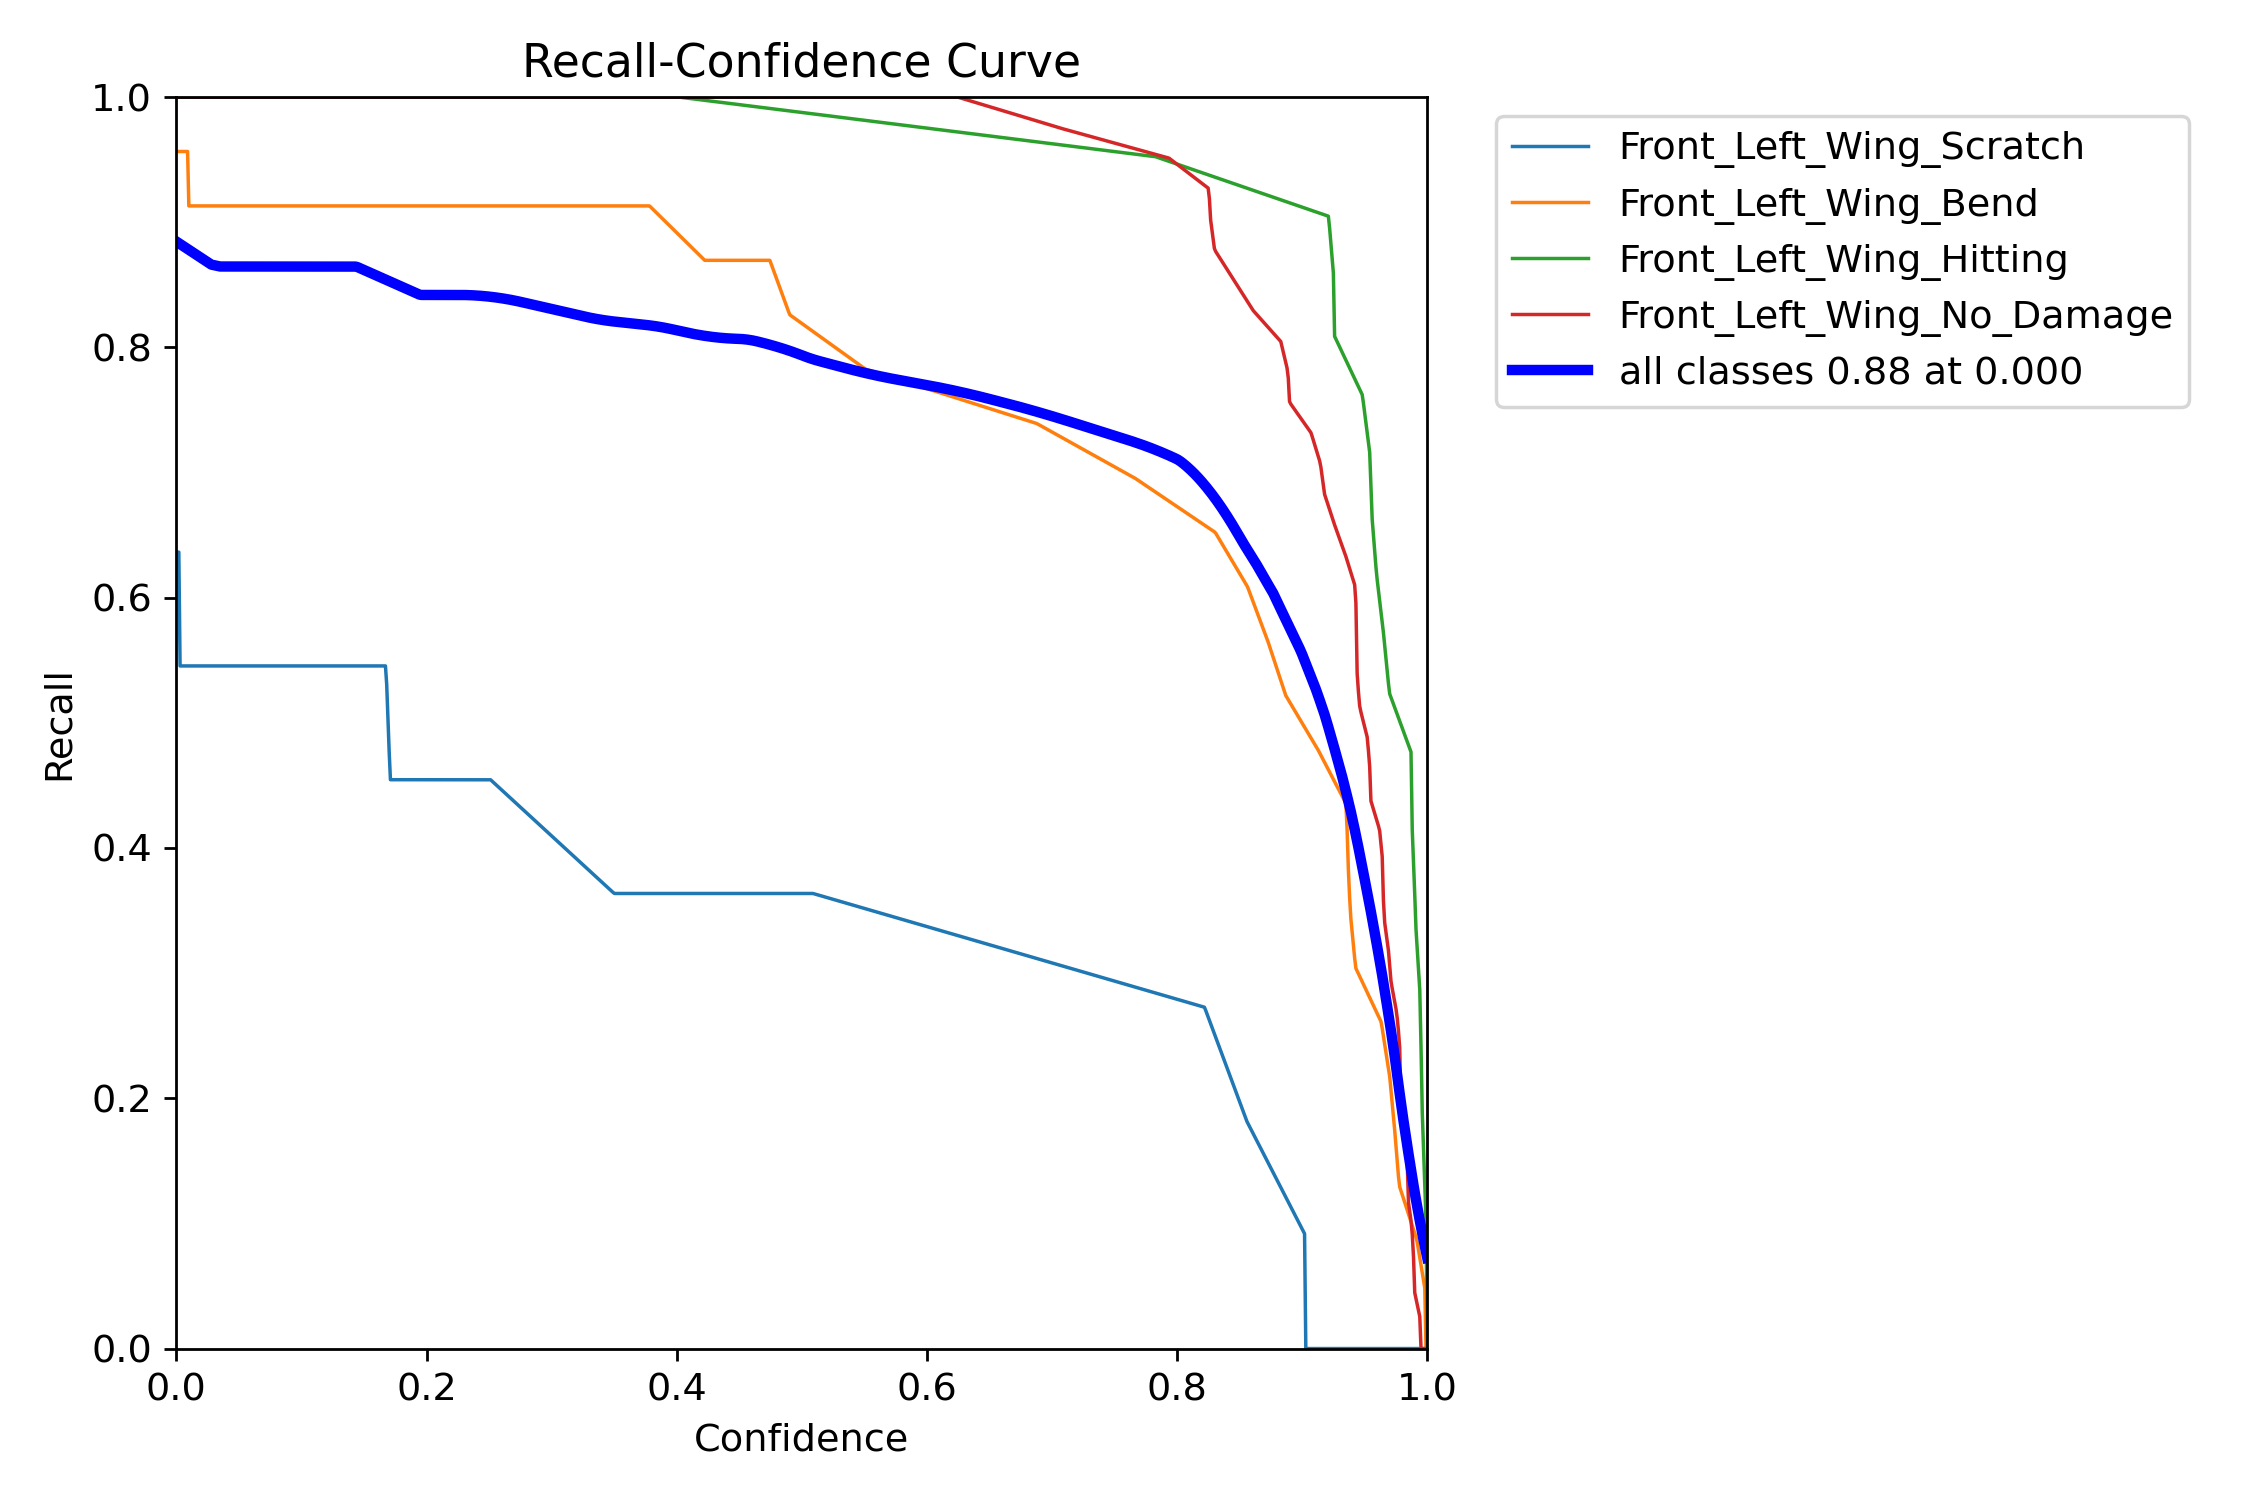 Recall-Confidence Curve
1.0
0.8
0.6
0.4
0.2
0.0
Recall
0.0 0.2 0.4 0.6 0.8 1.0
Confidence
Front_Left_Wing_Scratch
Front_Left_Wing_Bend
Front_Left_Wing_Hitting
Front_Left_Wing_No_Damage
all classes 0.88 at 0.000